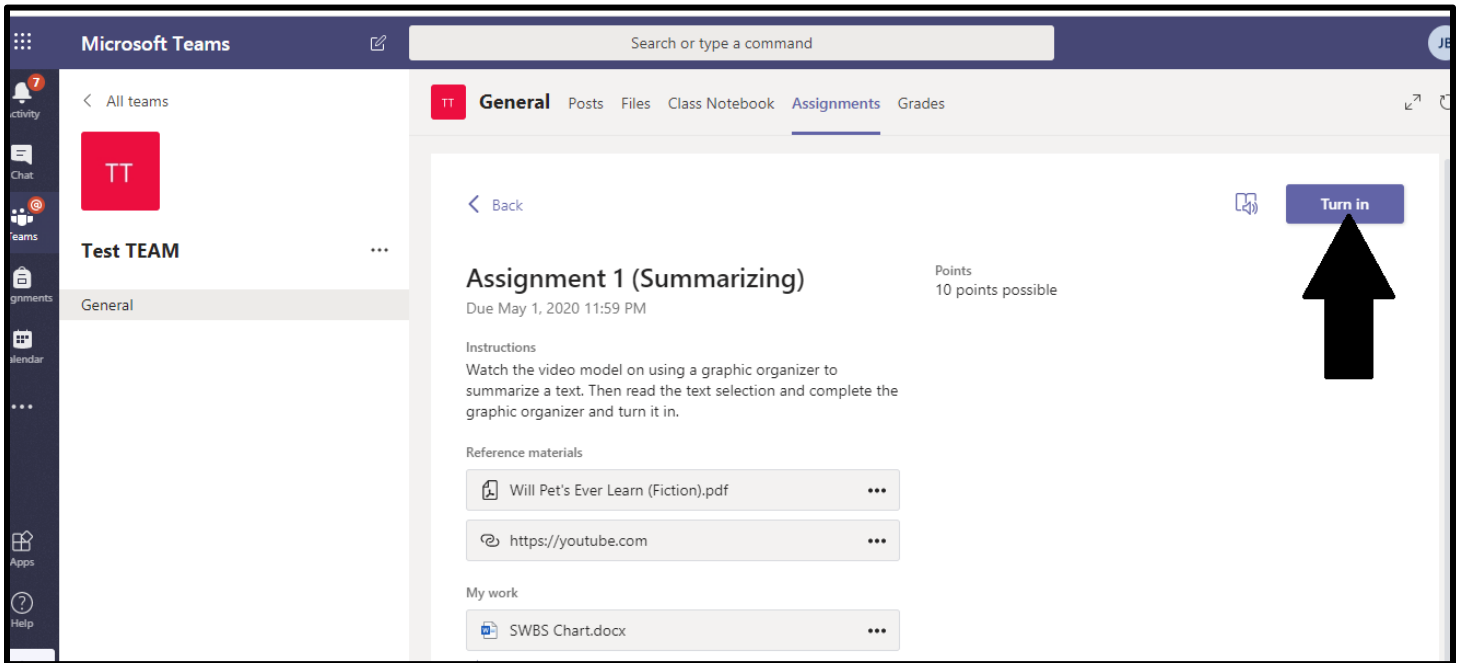 Microsoft Teams
Search or type a command
JB
7
ctivity
Chat
@
eams
gnments
alendar
Apps
Help
All teams
TT
Test TEAM
General
TT General Posts Files Class Notebook Assignments Grades
Back
Turn in
Assignment 1 (Summarizing)
Due May 1, 2020 11:59 PM
Points
10 points possible
Instructions
Watch the video model on using a graphic organizer to
summarize a text. Then read the text selection and complete the
graphic organizer and turn it in.
Reference materials
Will Pet's Ever Learn (Fiction).pdf
https://youtube.com
My work
SWBS Chart.docx